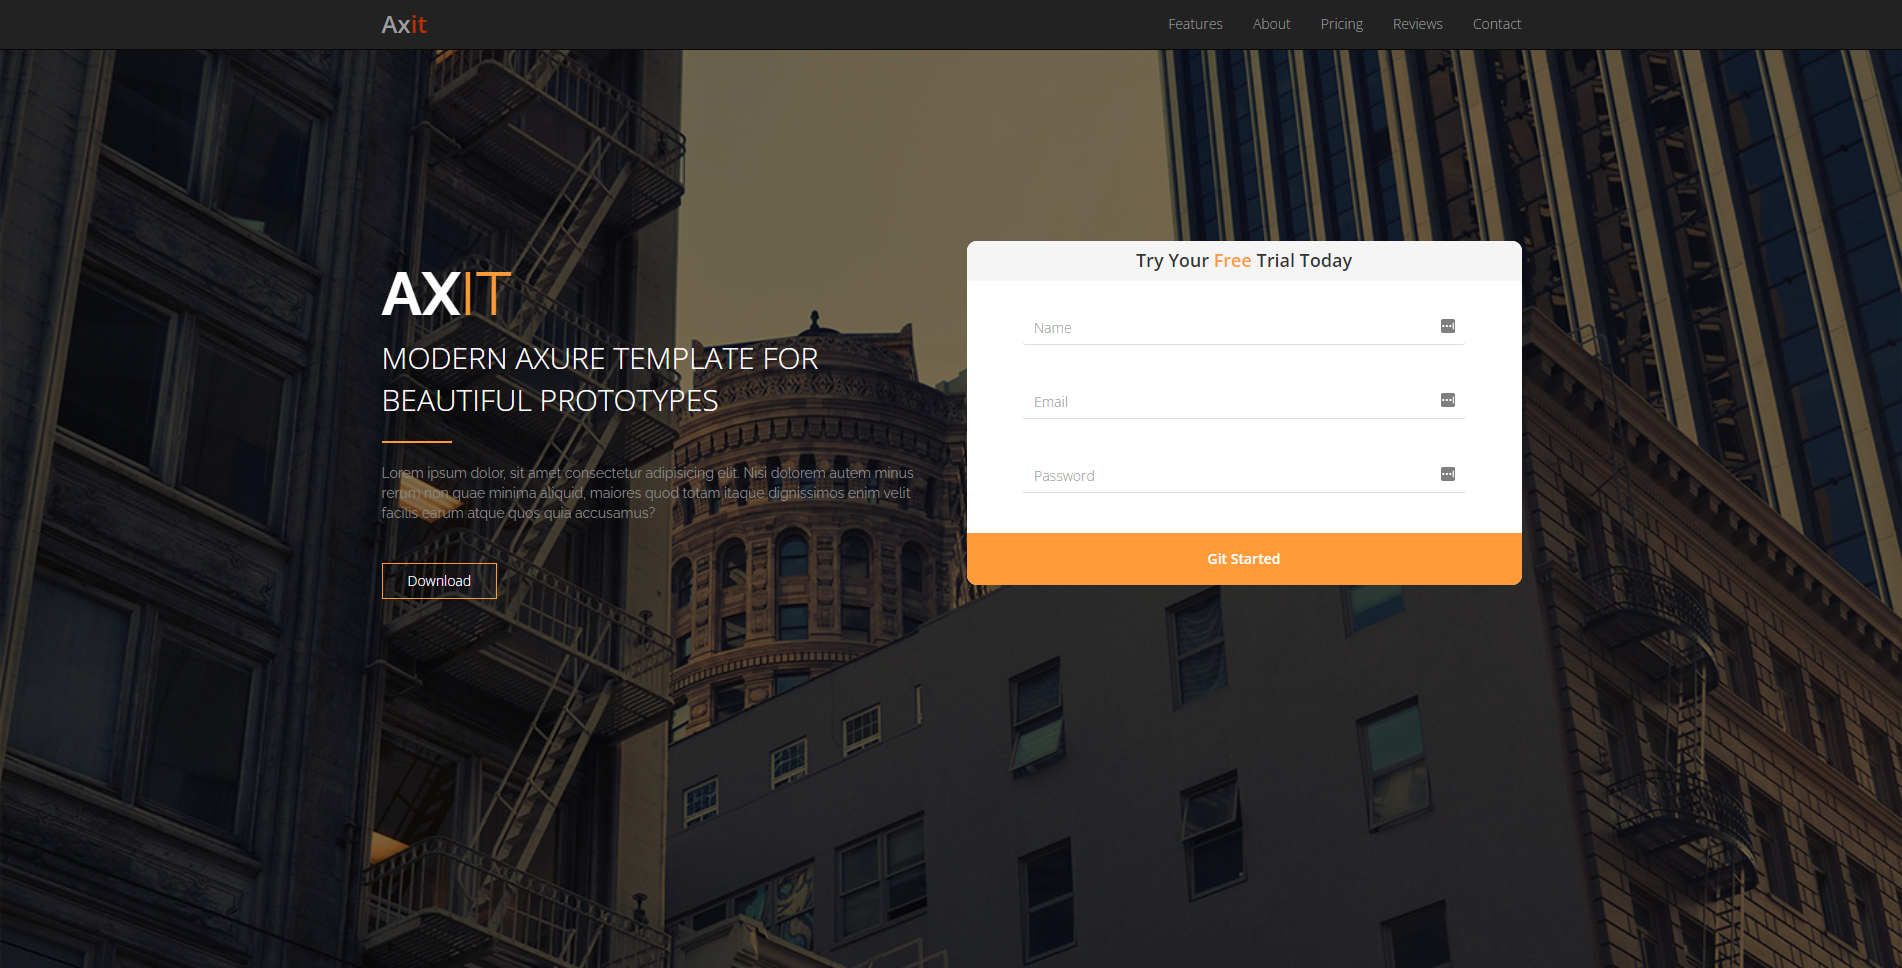 Axit
Features About Pricing Reviews Contact
AXIT
MODERN AXURE TEMPLATE FOR
BEAUTIFUL PROTOTYPES
Lorem ipsum dolor, sit amet consectetur adipisicing elit. Nisi dolorem autem minus
rerum non quae minima aliquid, maiores quod totam itaque dignissimos enim velit
facilis earum atque quos quia accusamus?
Download
Try Your Free Trial Today
Name
Email
Password
Git Started